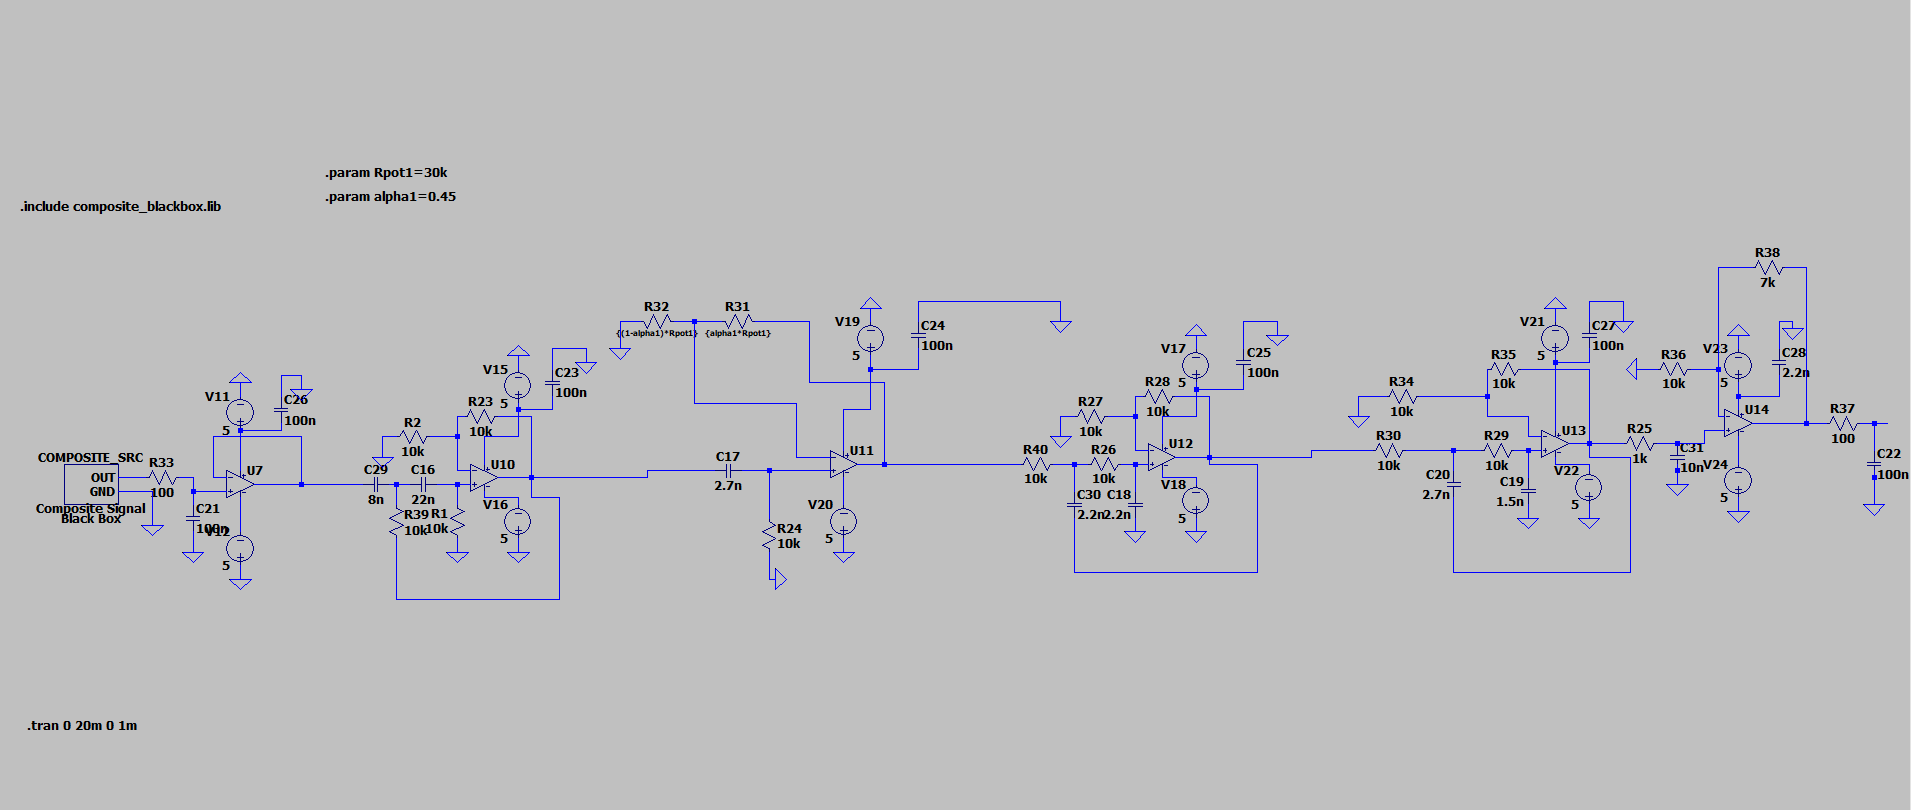 .param Rpot1=30k
.param alpha1=0.45
.include composite_blackbox.lib
R38
7k
R32
{(1-alpha1)*Rpot1}
R31
{alpha1*Rpot1}
V19
5
C24
100n
V21
5
C27
100n
V17
5
C25
100n
R35
10k
R36
10k
V23
5
C28
2.2n
V15
5
C23
100n
V11
5
C26
100n
R28
10k
R34
10k
R27
10k
R23
10k
R2
10k
U14
R37
100
COMPOSITE_SRC
OUT
GND
Composite Signal
Black Box
R33
100
U7
C21
100n
V12
5
C29
8n
C16
22n
U10
R39
10k
R1
10k
V16
5
C17
2.7n
R24
10k
U11
V20
5
R40
10k
R26
10k
U12
C30
2.2n
C18
2.2n
V18
5
R30
10k
R29
10k
U13
C20
2.7n
C19
1.5n
V22
5
R25
1k
C31
10n
V24
5
C22
100n
.tran 0 20m 0 1m